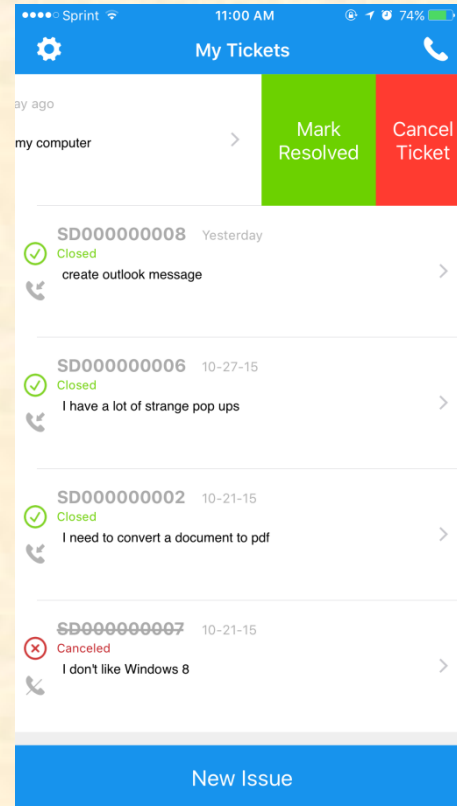 Sprint 11:00 AM 74%
My Tickets
ay ago
my computer
Mark
Resolved
Cancel
Ticket
SD000000008 Yesterday
Closed
create outlook message
SD000000006 10-27-15
Closed
I have a lot of strange pop ups
SD000000002 10-21-15
Closed
I need to convert a document to pdf
SD000000007 10-21-15
Canceled
I don't like Windows 8
New Issue